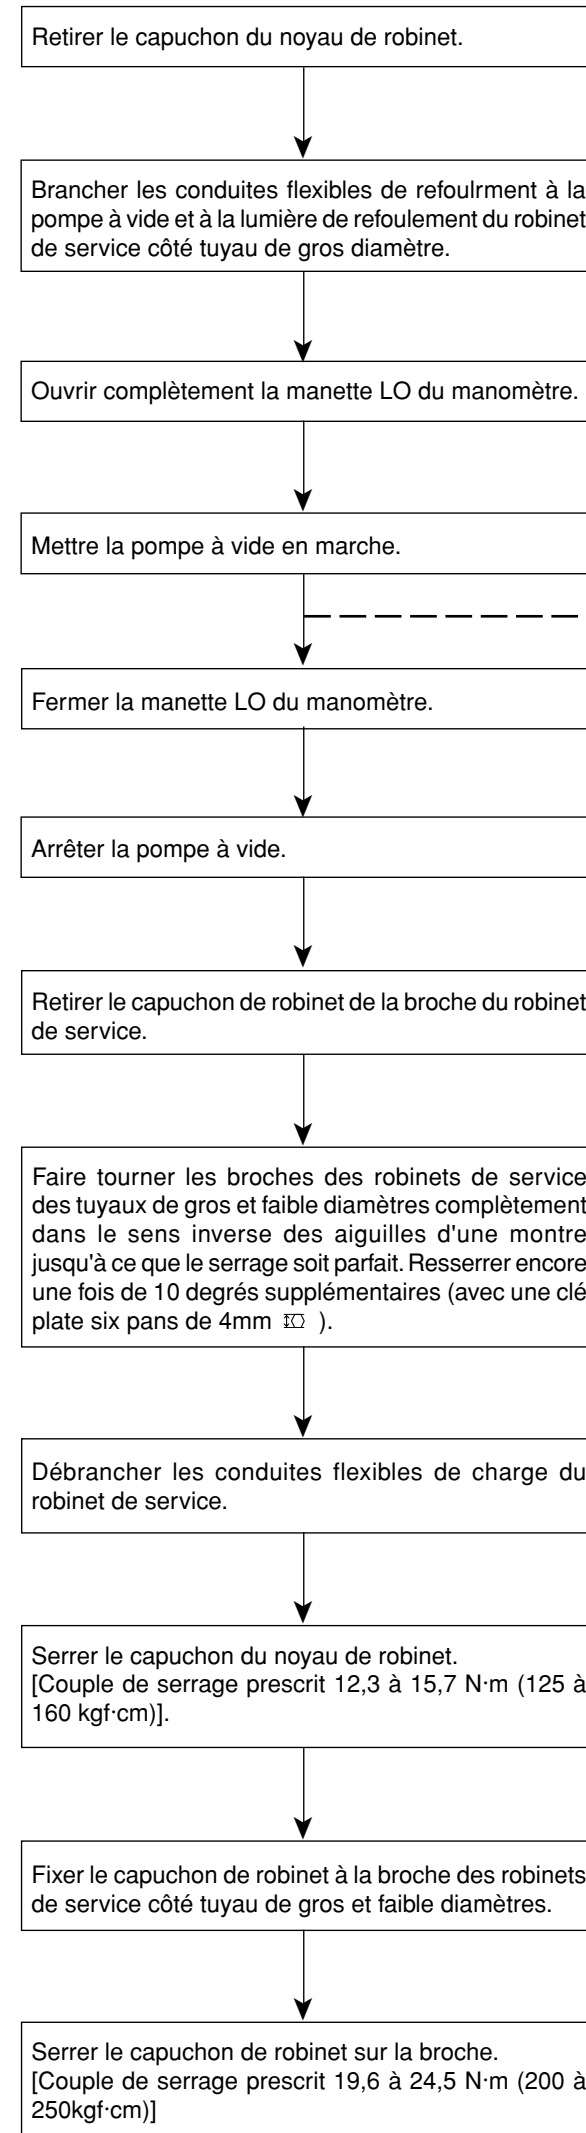 Retirer le capuchon du noyau de robinet.
Brancher les conduites flexibles de refoulrment à la
pompe à vide et à la lumière de refoulement du robinet
de service côté tuyau de gros diamètre.
Ouvrir complètement la manette LO du manomètre.
Mettre la pompe à vide en marche.
Fermer la manette LO du manomètre.
Arrêter la pompe à vide.
Retirer le capuchon de robinet de la broche du robinet
de service.
Faire tourner les broches des robinets de service
des tuyaux de gros et faible diamètres complètement
dans le sens inverse des aiguilles d'une montre
jusqu'à ce que le serrage soit parfait. Resserrer encore
une fois de 10 degrés supplémentaires (avec une clé
plate six pans de 4mm ).
Débrancher les conduites flexibles de charge du
robinet de service.
Serrer le capuchon du noyau de robinet.
[Couple de serrage prescrit 12,3 à 15,7 N·m (125 à
160 kgf·cm)].
Fixer le capuchon de robinet à la broche des robinets
de service côté tuyau de gros et faible diamètres.
Serrer le capuchon de robinet sur la broche.
[Couple de serrage prescrit 19,6 à 24,5 N·m (200 à
250kgf·cm)]